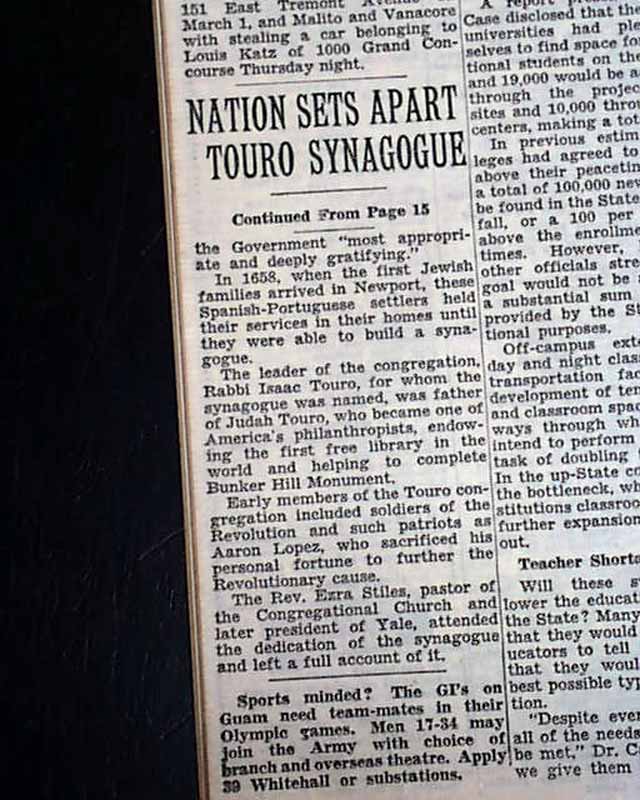 151 East Tremont Avenue
March 1, and Malito and Vanacore
with stealing a car belonging to
Louis Katz of 1000 Grand Con-
course Thursday night.
NATION SETS APART
TOURO SYNAGOGUE
Continued From Page 15
the Government "most appropri-
ate and deeply gratifying."
In 1658, when the first Jewish
families arrived in Newport, these
Spanish-Portuguese settlers held
their services in their homes until
they were able to build a syna-
gogue.
The leader of the congregation,
Rabbi Isaac Touro, for whom the
synagogue was named, was father
of Judah Touro, who became one of
America's philanthropists, endow-
ing the first free library in the
world and helping to complete
Bunker Hill Monument.
Early members of the Touro con-
gregation included soldiers of the
Revolution and such patriots as
Aaron Lopez, who sacrificed his
personal fortune to further the
Revolutionary cause.
The Rev. Ezra Stiles, pastor of
the Congregational Church and
later president of Yale, attended
the dedication of the synagogue
and left a full account of it.
Sports minded? The GI's on
Guam need team-mates in their
Olympic games. Men 17-34 may
join the Army with choice of
branch and overseas theatre. Apply
39 Whitehall or substations.
A report
Case disclosed that the
universities had
selves to find space fo
tional students on the
and 19,000 would be a
through the projec
sites and 10,000 throu
centers, making a tot
In previous estim
leges had agreed to
above their peacetin
a total of 100,000 nev
be found in the State
fall, or a 100 per
above the enrollme
times. However,
other officials stre
goal would not be
a substantial sum
provided by the St
tional purposes.
Off-campus exte
day and night class
transportation fac
development of ten
and classroom spa
ways through wh
intend to perform
task of doubling
In the up-State co
the bottleneck, wh
stitutions classroo
further expansion
out.
Teacher Shorta
Will these s
lower the educati
the State? Many
that they would
ucators to tell
that they woul
best possible typ
tion.
"Despite ever
all of the needs
be met," Dr. C
we give them